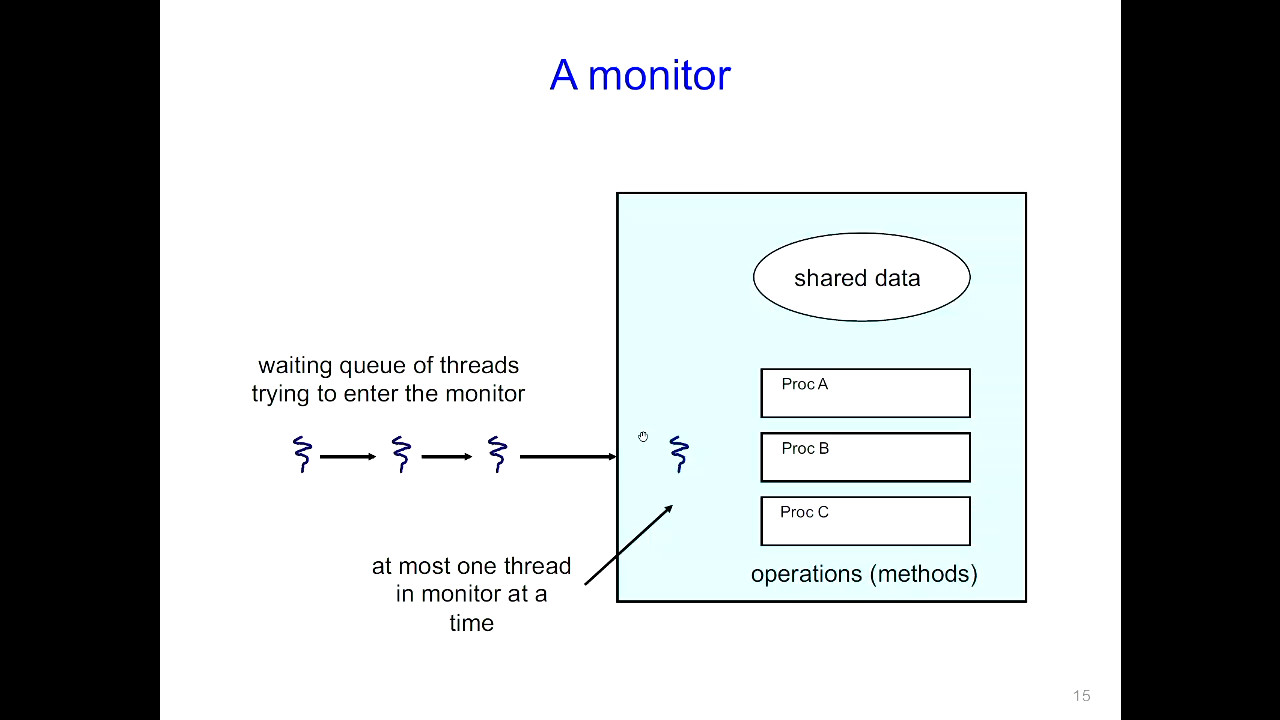 A monitor
shared data
waiting queue of threads
trying to enter the monitor
Proc A
Proc B
Proc C
at most one thread
in monitor at a
time
operations (methods)
15